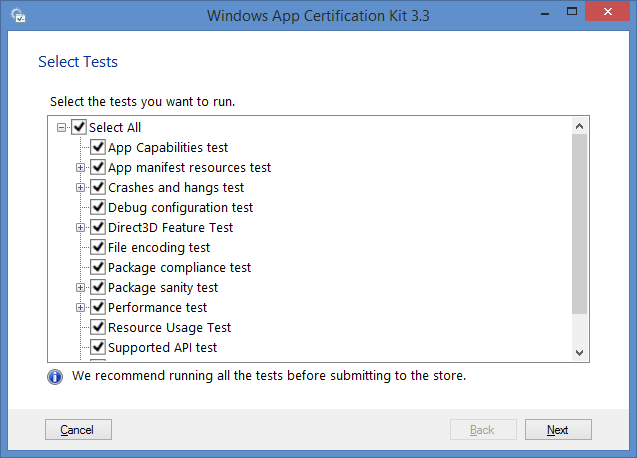 Windows App Certification Kit 3.3
Select Tests
Select the tests you want to run.
Select All
App Capabilities test
App manifest resources test
Crashes and hangs test
Debug configuration test
Direct3D Feature Test
File encoding test
Package compliance test
Package sanity test
Performance test
Resource Usage Test
Supported API test
We recommend running all the tests before submitting to the store.
Cancel
Back
Next